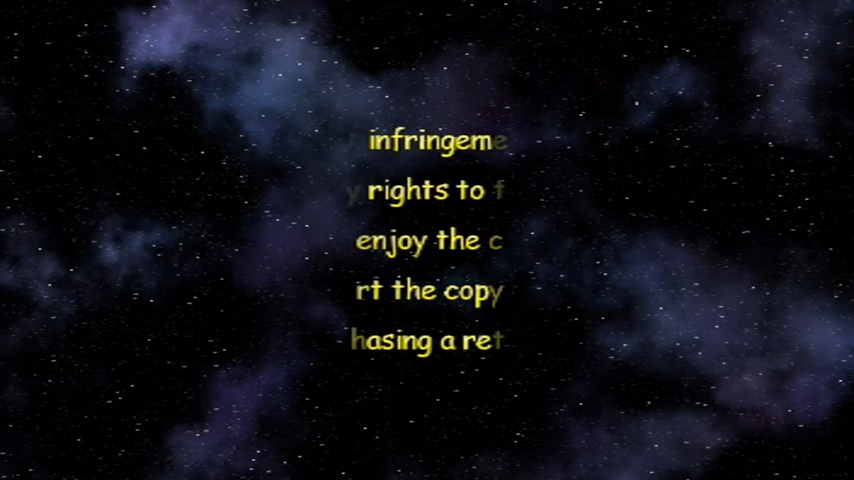 infringeme
y rights to f
enjoy the c
rt the copy
hasing a ret